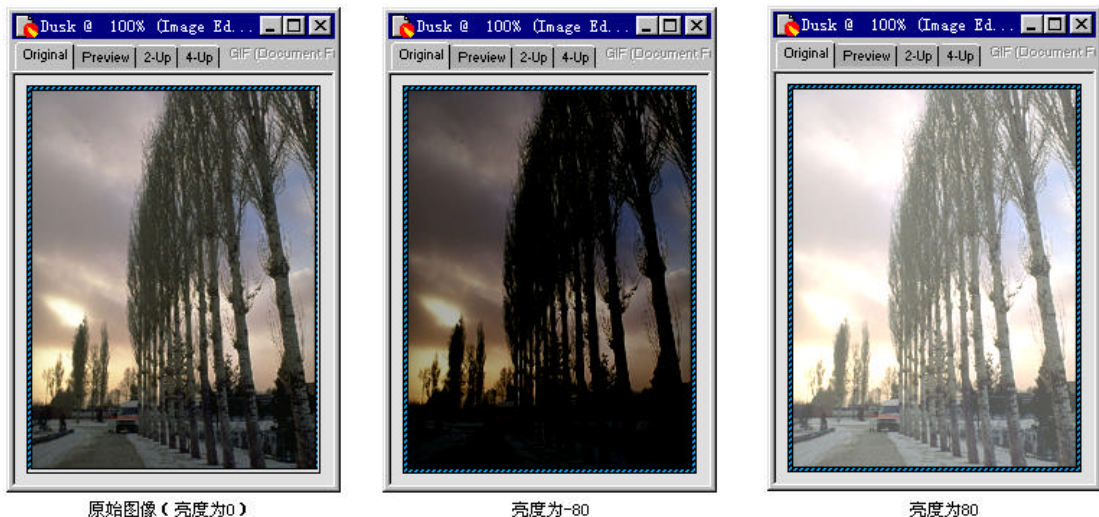 Dusk @ 100% (Image Ed...
Original Preview 2-Up 4-Up GIF (Document Fi
原始图像（亮度为0）
Dusk @ 100% (Image Ed...
Original Preview 2-Up 4-Up GIF (Document Fi
亮度为-80
Dusk @ 100% (Image Ed...
Original Preview 2-Up 4-Up GIF (Document F
亮度为80